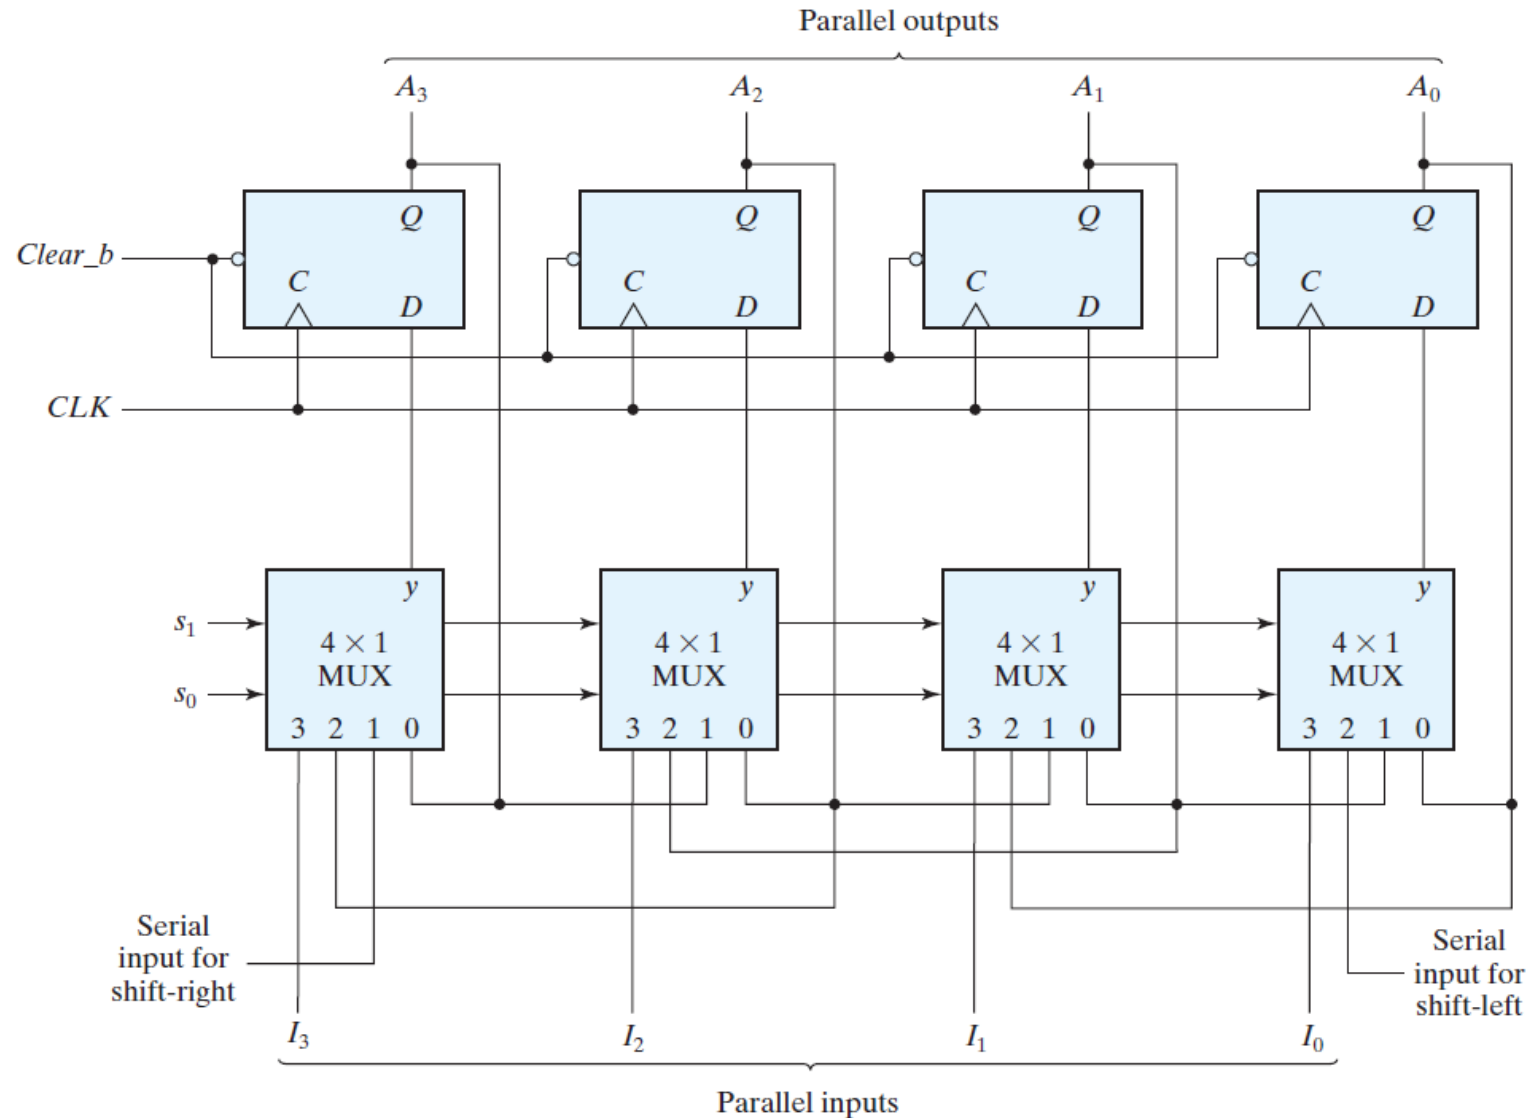 Parallel outputs
A3 A2 A1 A0
Q Q Q Q
Clear_b
C C C C
D D D D
CLK
y y y y
s1
4 × 1 4 × 1 4 × 1 4 × 1
MUX MUX MUX MUX
s0
3 2 1 0 3 2 1 0 3 2 1 0 3 2 1 0
Serial
input for
shift-right
Serial
input for
shift-left
I3 I2 I1 I0
Parallel inputs